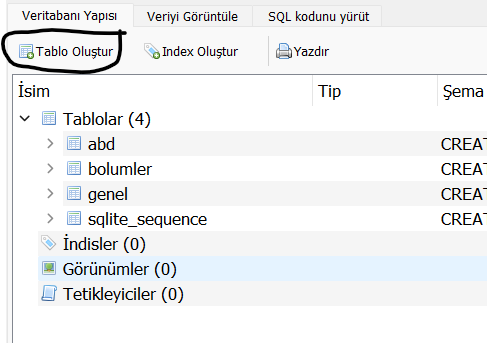 Veritabanı Yapısı Veriyi Görüntüle SQL kodunu yürüt
Tablo Oluştur Index Oluştur Yazdır
İsim Tip Şema
Tablolar (4)
abd CREAT
bolumler CREAT
genel CREAT
sqlite_sequence CREAT
İndisler (0)
Görünümler (0)
Tetikleyiciler (0)